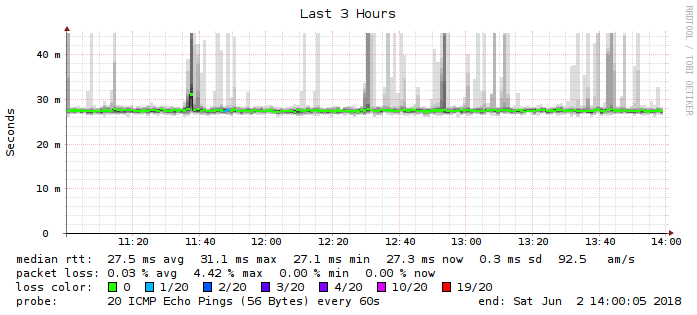 Last 3 Hours
RRDTOOL / TOBI OETIKER
Seconds
40 m
30 m
20 m
10 m
0
11:20 11:40 12:00 12:20 12:40 13:00 13:20 13:40 14:00
median rtt: 27.5 ms avg 31.1 ms max 27.1 ms min 27.3 ms now 0.3 ms sd 92.5 am/s
packet loss: 0.03 % avg 4.42 % max 0.00 % min 0.00 % now
loss color: 0 1/20 2/20 3/20 4/20 10/20 19/20
probe: 20 ICMP Echo Pings (56 Bytes) every 60s end: Sat Jun 2 14:00:05 2018